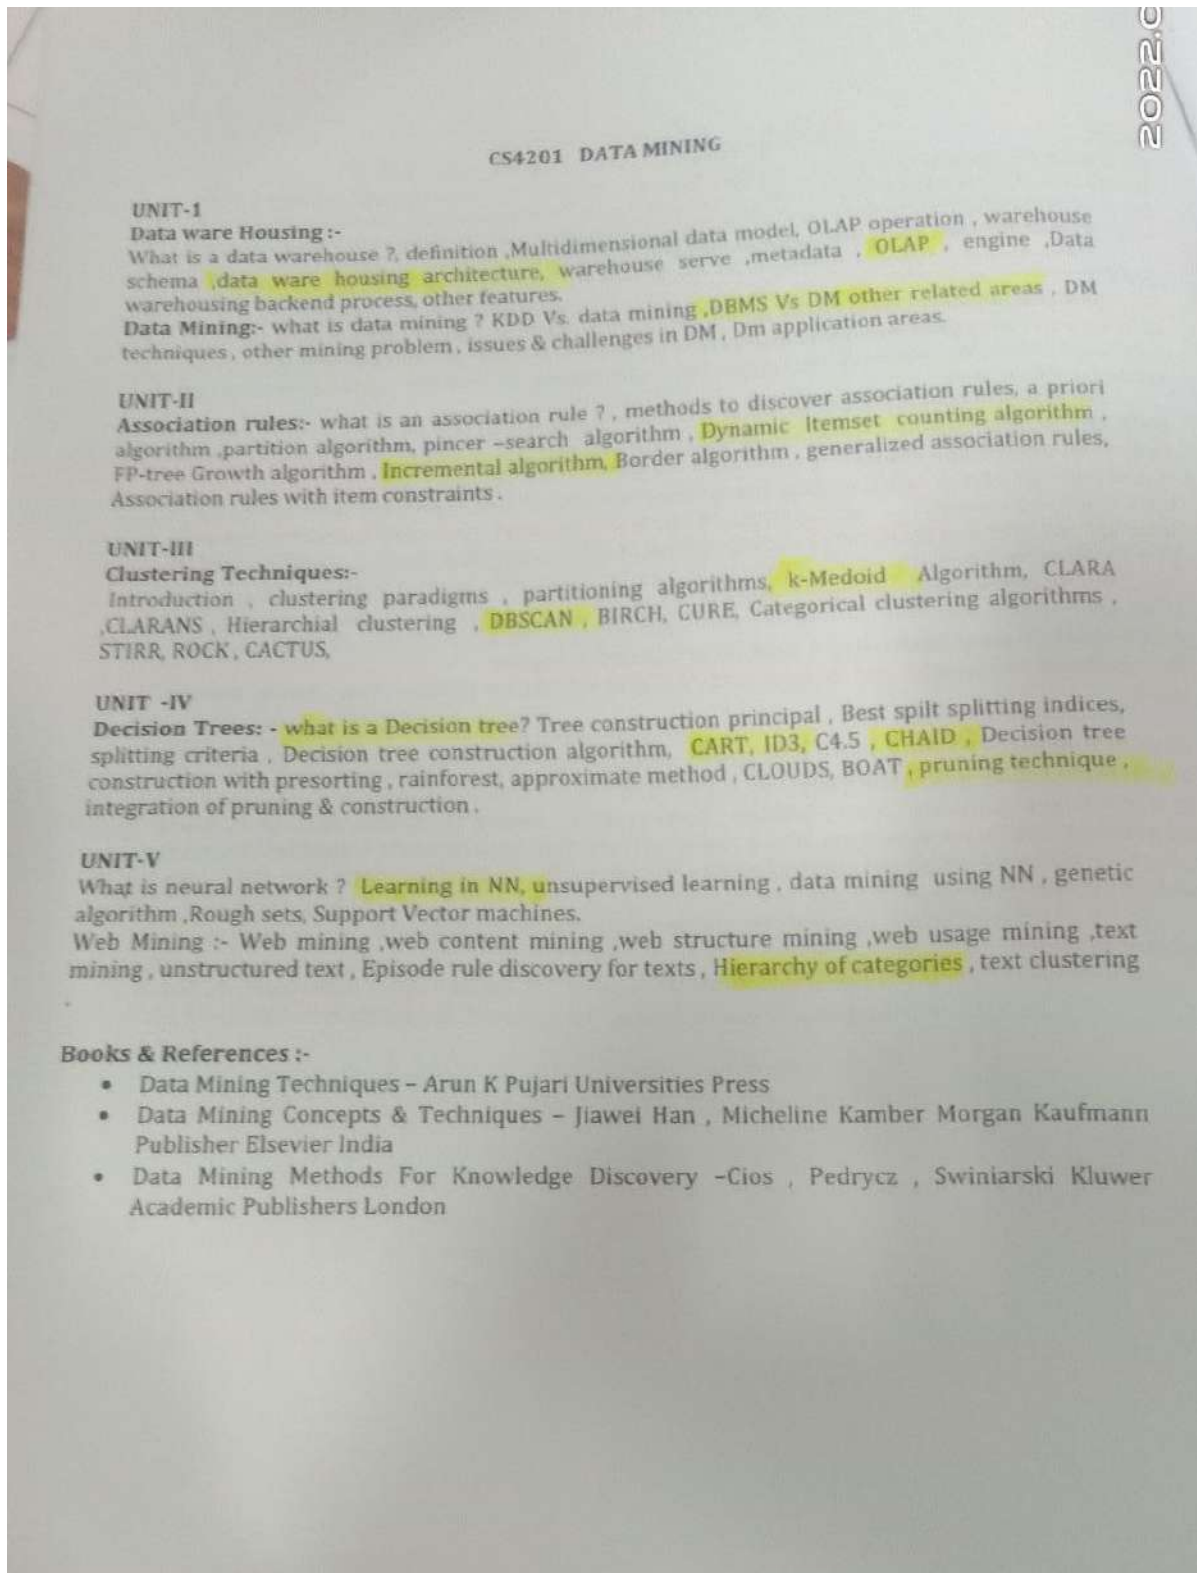 2022.0
CS4201 DATA MINING
UNIT-1
Data ware Housing :-
What is a data warehouse ?, definition ,Multidimensional data model, OLAP operation , warehouse
schema ,data ware housing architecture, warehouse serve ,metadata , OLAP , engine ,Data
warehousing backend process, other features.
Data Mining:- what is data mining ? KDD Vs. data mining ,DBMS Vs DM other related areas , DM
techniques , other mining problem , issues & challenges in DM , Dm application areas.
UNIT-II
Association rules:- what is an association rule ? , methods to discover association rules, a priori
algorithm ,partition algorithm, pincer –search algorithm , Dynamic Itemset counting algorithm ,
FP-tree Growth algorithm , Incremental algorithm, Border algorithm , generalized association rules,
Association rules with item constraints .
UNIT-III
Clustering Techniques:-
Introduction , clustering paradigms , partitioning algorithms, k-Medoid Algorithm, CLARA
,CLARANS , Hierarchial clustering , DBSCAN , BIRCH, CURE, Categorical clustering algorithms ,
STIRR, ROCK , CACTUS,
UNIT -IV
Decision Trees: - what is a Decision tree? Tree construction principal , Best spilt splitting indices,
splitting criteria , Decision tree construction algorithm, CART, ID3, C4.5 , CHAID , Decision tree
construction with presorting , rainforest, approximate method , CLOUDS, BOAT , pruning technique ,
integration of pruning & construction .
UNIT-V
What is neural network ? Learning in NN, unsupervised learning , data mining using NN , genetic
algorithm ,Rough sets, Support Vector machines.
Web Mining :- Web mining ,web content mining ,web structure mining ,web usage mining ,text
mining , unstructured text , Episode rule discovery for texts , Hierarchy of categories , text clustering
.
Books & References :-
• Data Mining Techniques – Arun K Pujari Universities Press
• Data Mining Concepts & Techniques – Jiawei Han , Micheline Kamber Morgan Kaufmann
Publisher Elsevier India
• Data Mining Methods For Knowledge Discovery –Cios , Pedrycz , Swiniarski Kluwer
Academic Publishers London